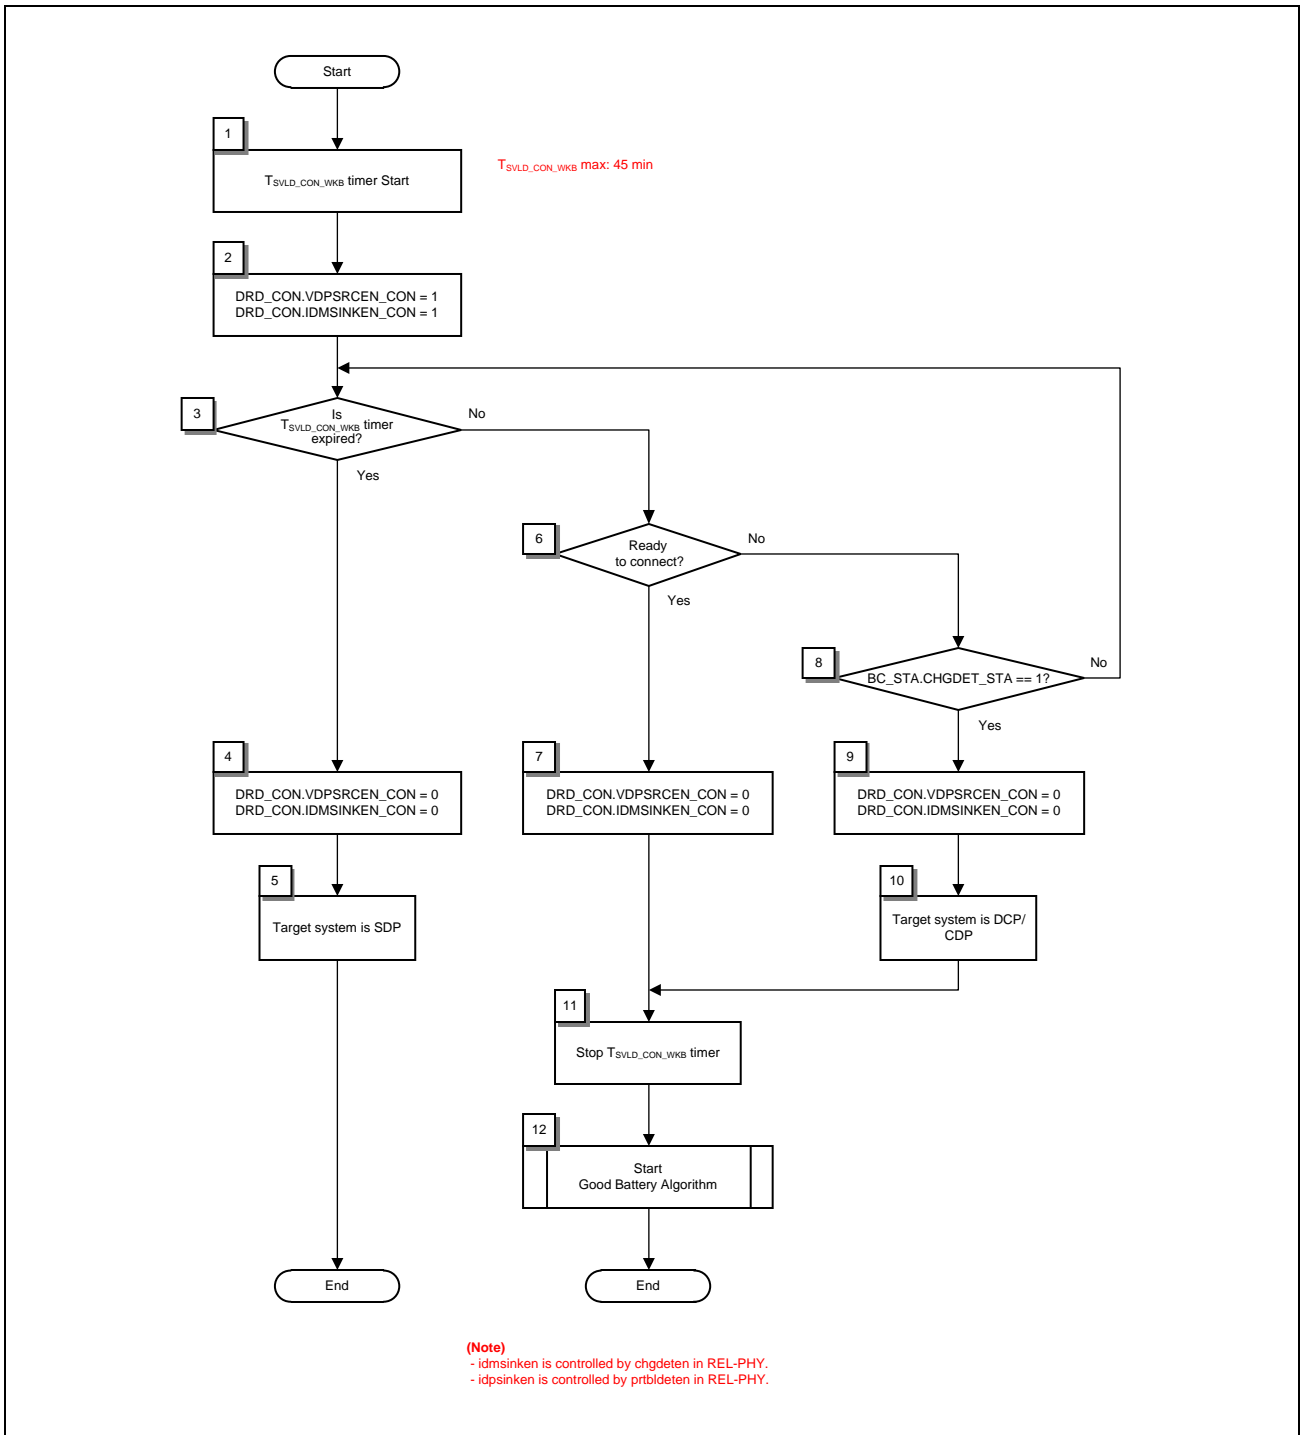 Start
1
TSVLD_CON_WKB timer Start
TSVLD_CON_WKB max: 45 min
2
DRD_CON.VDPSRCEN_CON = 1
DRD_CON.IDMSINKEN_CON = 1
3
Is
TSVLD_CON_WKB timer
expired?
No
Yes
6
Ready
to connect?
No
Yes
8
BC_STA.CHGDET_STA == 1?
No
Yes
4
DRD_CON.VDPSRCEN_CON = 0
DRD_CON.IDMSINKEN_CON = 0
7
DRD_CON.VDPSRCEN_CON = 0
DRD_CON.IDMSINKEN_CON = 0
9
DRD_CON.VDPSRCEN_CON = 0
DRD_CON.IDMSINKEN_CON = 0
5
Target system is SDP
10
Target system is DCP/
CDP
11
Stop TSVLD_CON_WKB timer
12
Start
Good Battery Algorithm
End
End
(Note)
- idmsinken is controlled by chgdeten in REL-PHY.
- idpsinken is controlled by prtbldeten in REL-PHY.